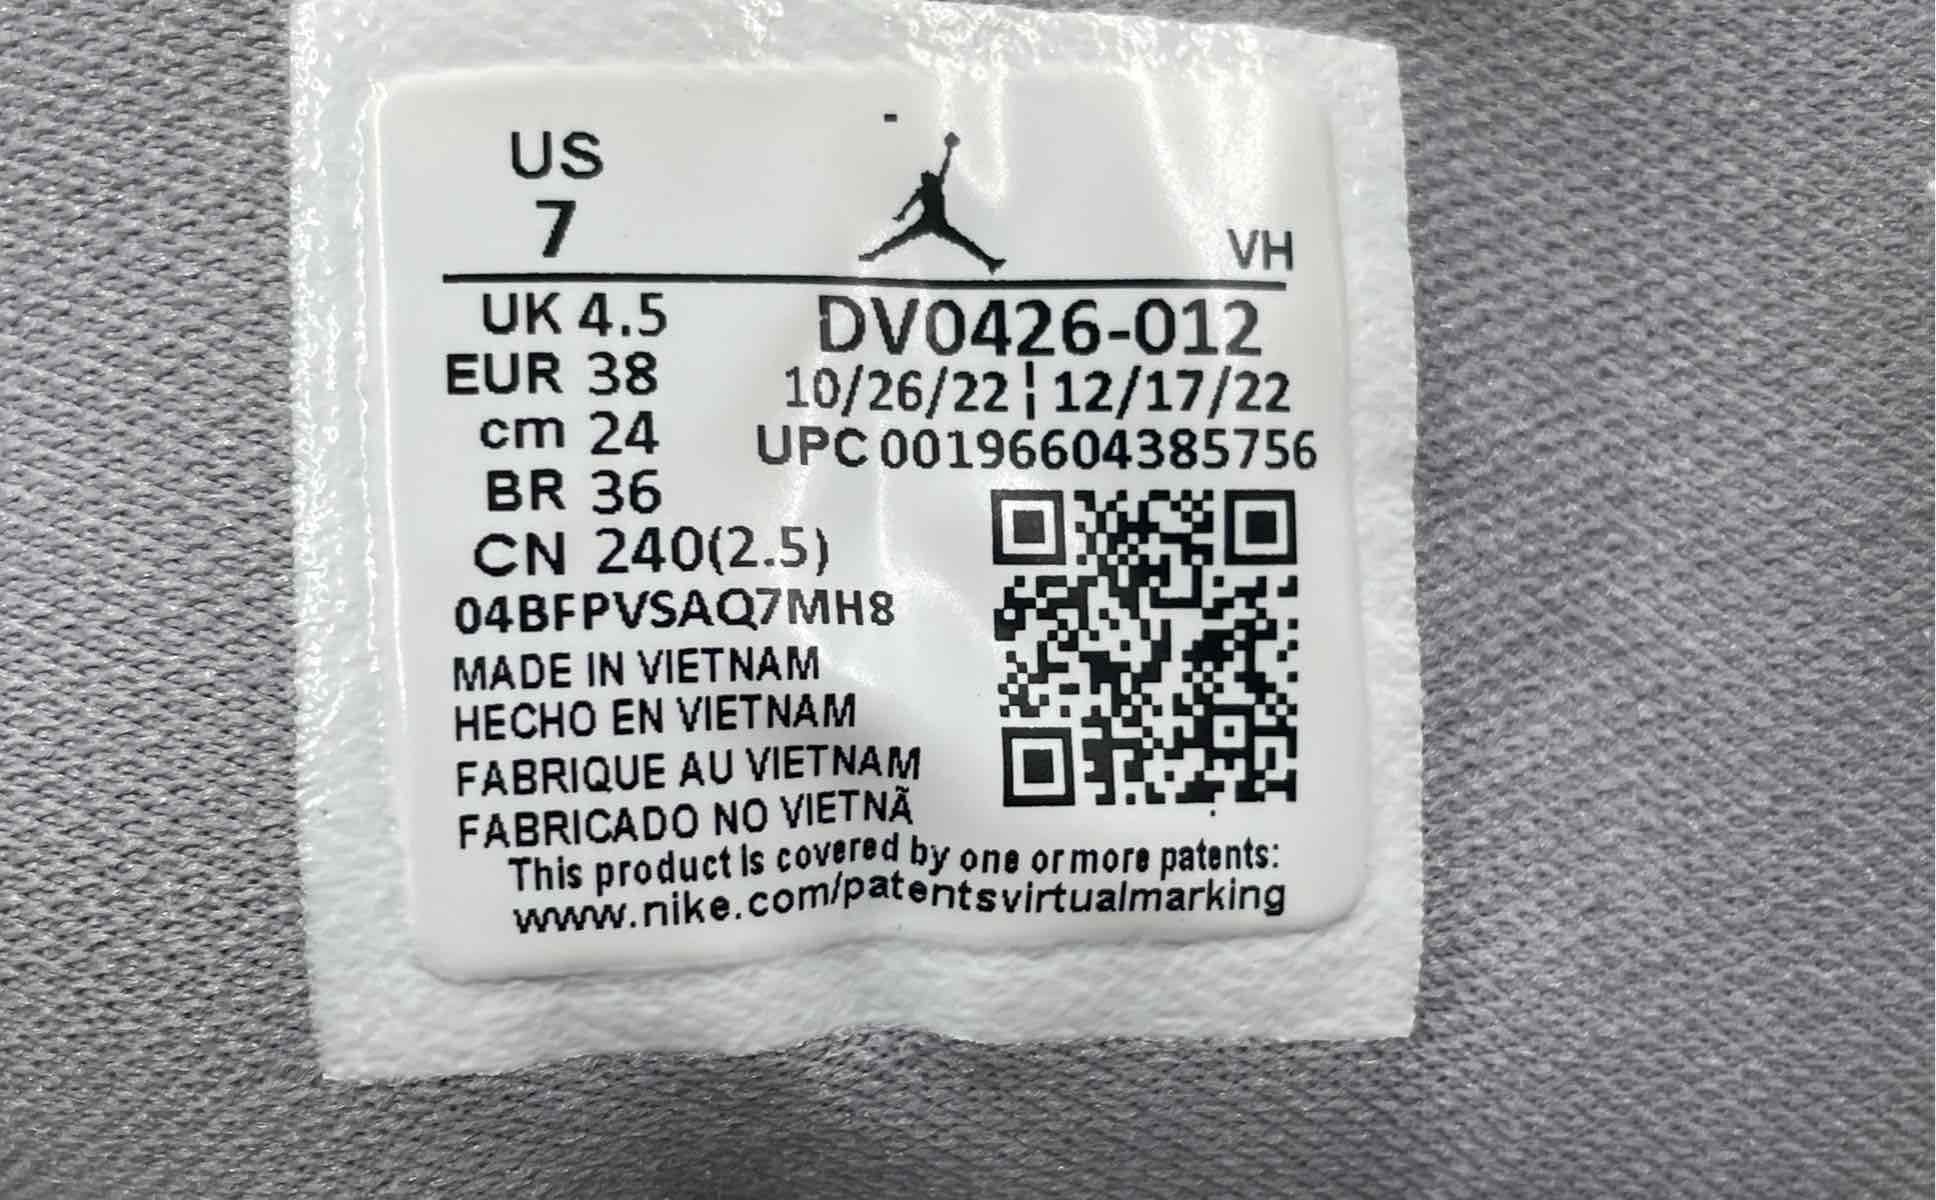 US
7
VH
UK 4.5
EUR 38
cm 24
BR 36
CN 240(2.5)
DV0426-012
10/26/22¦12/17/22
UPC 00196604385756
04BFPVSAQ7MH8
MADE IN VIETNAM
HECHO EN VIETNAM
FABRIQUE AU VIETNAM
FABRICADO NO VIETNÃ
This product is covered by one or more patents:
www.nike.com/patentsvirtualmarking